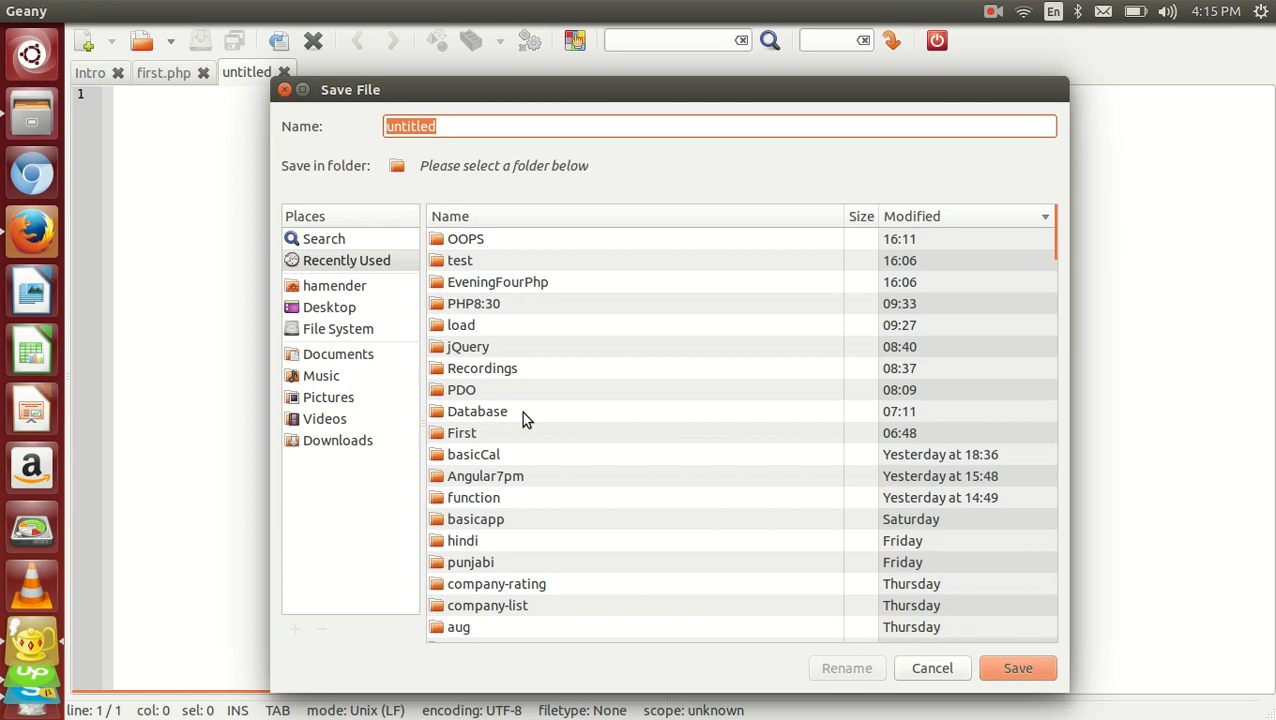 Geany
En
4:15 PM
Intro
first.php
untitled
1
Save File
Name:
untitled
Save in folder:
Please select a folder below
Places
Name
Size
Modified
Search
Recently Used
hamender
Desktop
File System
Documents
Music
Pictures
Videos
Downloads
OOPS 16:11
test 16:06
EveningFourPhp 16:06
PHP8:30 09:33
load 09:27
jQuery 08:40
Recordings 08:37
PDO 08:09
Database 07:11
First 06:48
basicCal Yesterday at 18:36
Angular7pm Yesterday at 15:48
function Yesterday at 14:49
basicapp Saturday
hindi Friday
punjabi Friday
company-rating Thursday
company-list Thursday
aug Thursday
Rename
Cancel
Save
up
line: 1 / 1 col: 0 sel: 0 INS TAB mode: Unix (LF) encoding: UTF-8 filetype: None scope: unknown